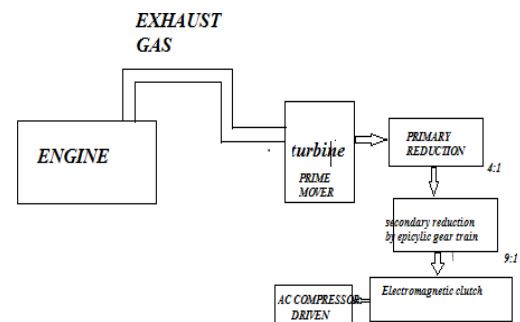 EXHAUST
GAS
ENGINE
turbine
PRIME
MOVER
PRIMARY
REDUCTION
4:1
secondary reduction
by epicylic gear train
9:1
Electromagnetic clutch
AC COMPRESSOR
DRIVEN